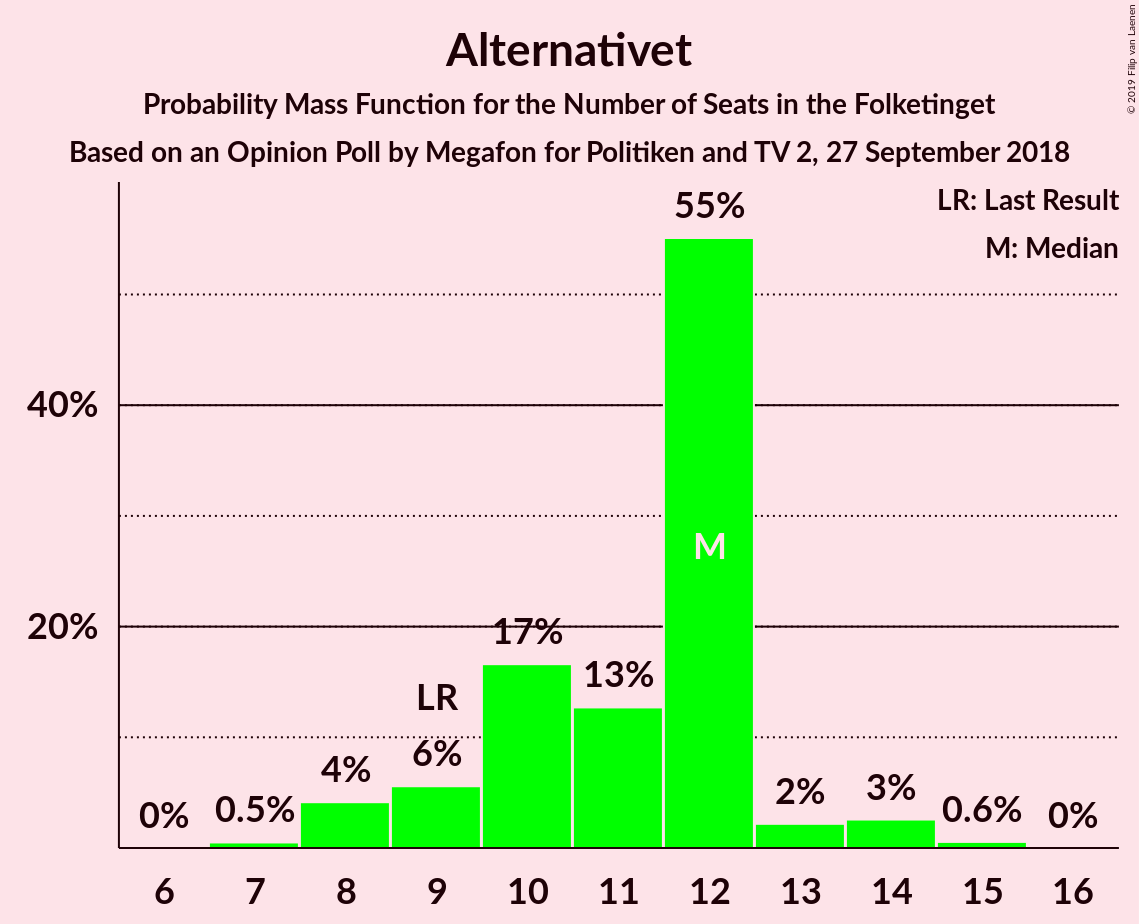 Alternativet
Probability Mass Function for the Number of Seats in the Folketinget
Based on an Opinion Poll by Megafon for Politiken and TV 2, 27 September 2018
© 2019 Filip van Laenen
LR: Last Result
M: Median
55%
40%
M
20%
17%
13%
LR
6%
4%
3%
2%
0%
0.5%
0.6%
0%
6 7 8 9 10 11 12 13 14 15 16